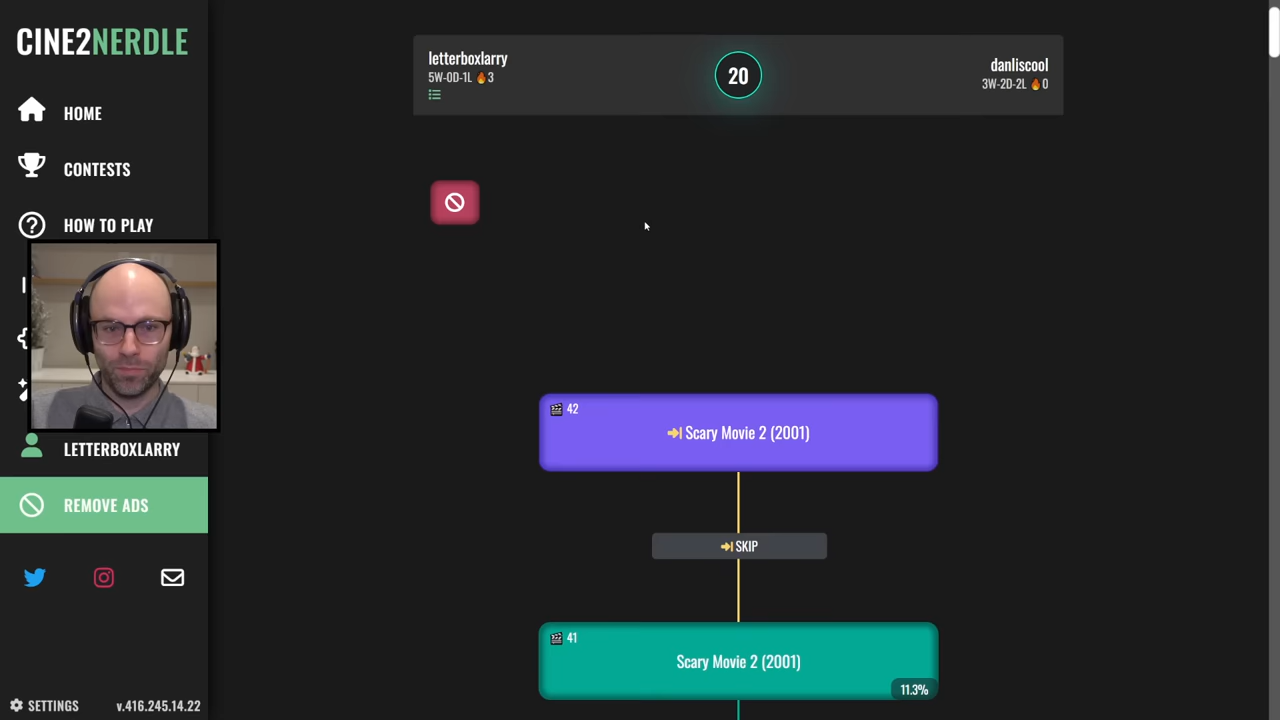 CINE2NERDLE
HOME
CONTESTS
HOW TO PLAY
LETTERBOXLARRY
REMOVE ADS
SETTINGS
v.416.245.14.22
letterboxlarry
5W-0D-1L 🔥3
20
danliscool
3W-2D-2L 🔥0
42
Scary Movie 2 (2001)
SKIP
41
Scary Movie 2 (2001)
11.3%